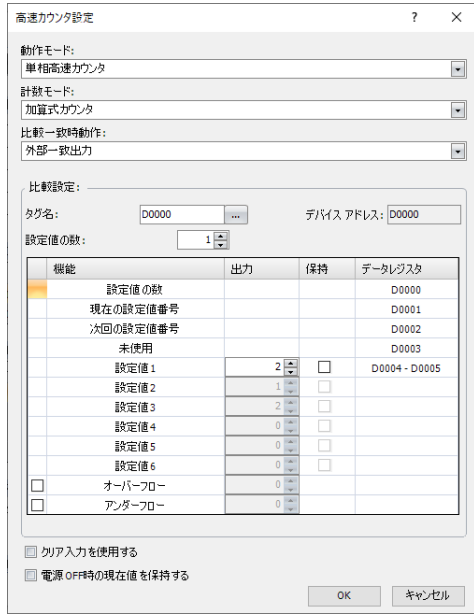 高速カウンタ設定 ? X
動作モード:
単相高速カウンタ
計数モード:
加算式カウンタ
比較一致時動作:
外部一致出力
比較設定:
タグ名: D0000 ... デバイス アドレス: D0000
設定値の数: 1
機能 出力 保持 データレジスタ
設定値の数 D0000
現在の設定値番号 D0001
次回の設定値番号 D0002
未使用 D0003
設定値1 2 D0004 - D0005
設定値2 1
設定値3 2
設定値4 0
設定値5 0
設定値6 0
オーバーフロー 0
アンダーフロー 0
クリア入力を使用する
電源OFF時の現在値を保持する
OK キャンセル